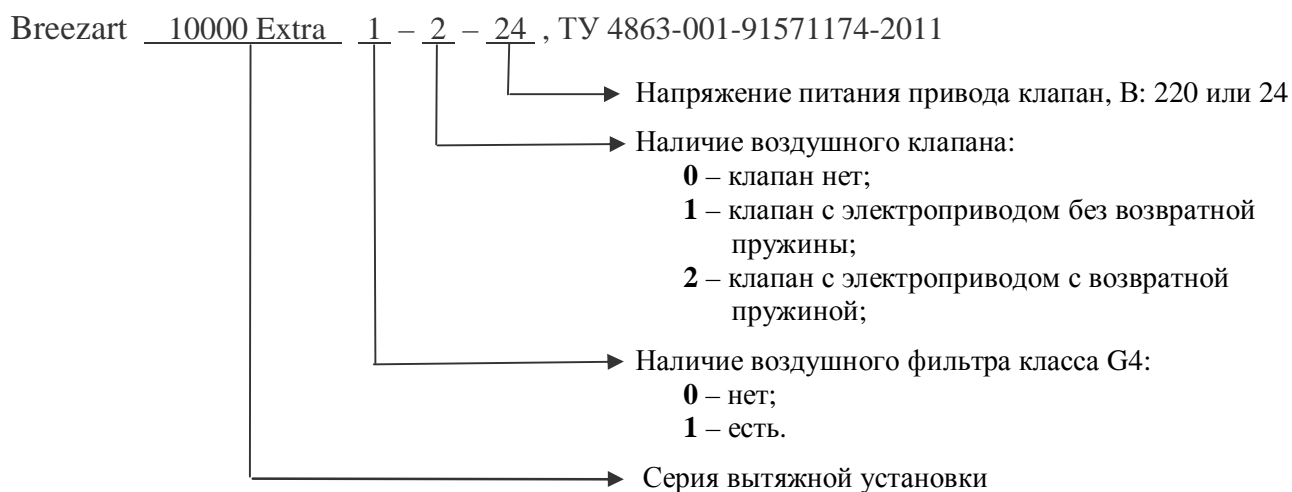 Breezart 10000 Extra 1 – 2 – 24 , ТУ 4863-001-91571174-2011
Напряжение питания привода клапан, В: 220 или 24
Наличие воздушного клапана:
0 – клапан нет;
1 – клапан с электроприводом без возвратной
пружины;
2 – клапан с электроприводом с возвратной
пружиной;
Наличие воздушного фильтра класса G4:
0 – нет;
1 – есть.
Серия вытяжной установки